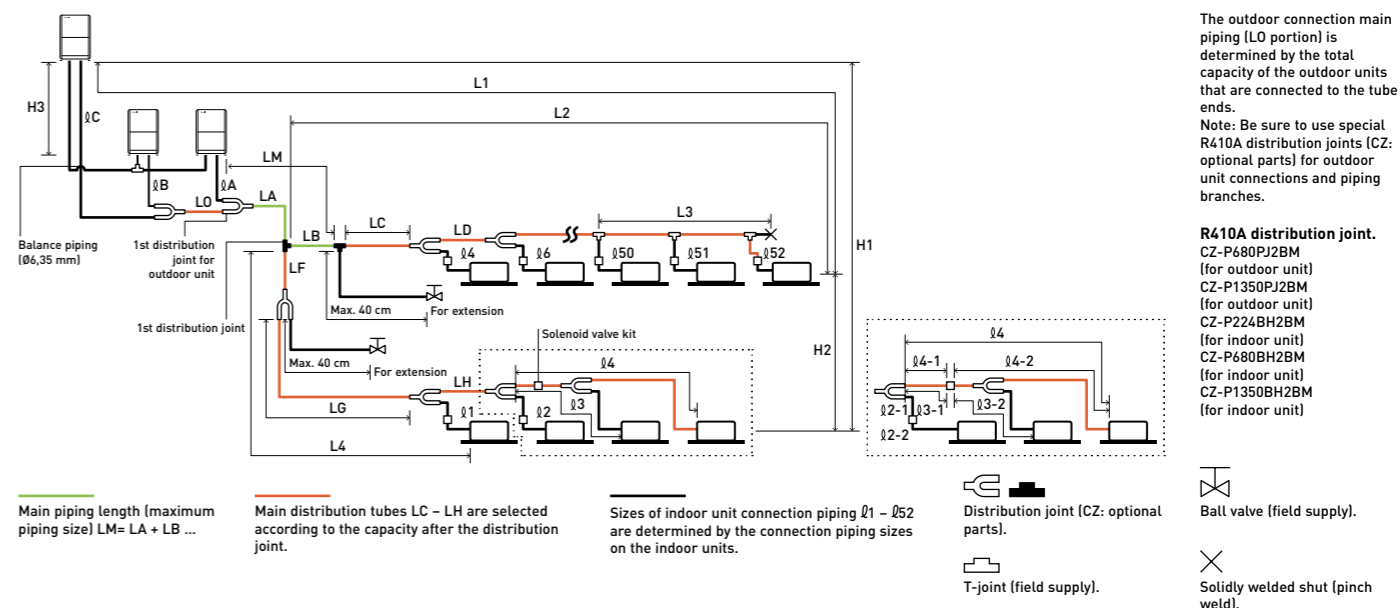 The outdoor connection main
piping (LO portion) is
determined by the total
capacity of the outdoor units
that are connected to the tube
ends.
Note: Be sure to use special
R410A distribution joints (CZ:
optional parts) for outdoor
unit connections and piping
branches.
R410A distribution joint.
CZ-P680PJ2BM
(for outdoor unit)
CZ-P1350PJ2BM
(for outdoor unit)
CZ-P224BH2BM
(for indoor unit)
CZ-P680BH2BM
(for indoor unit)
CZ-P1350BH2BM
(for indoor unit)
L1
H3
ℓC
L2
LM
ℓB
ℓA
LO
LA
LB
LC
LD
L3
H1
Balance piping
(Ø6,35 mm)
1st distribution
joint for
outdoor unit
LF
ℓ4
ℓ6
ℓ50
ℓ51
ℓ52
Max. 40 cm
For extension
1st distribution joint
H2
Solenoid valve kit
Max. 40 cm
For extension
LH
ℓ4
ℓ3
LG
ℓ1
ℓ2
L4
ℓ4
ℓ4-1
ℓ4-2
ℓ2-1
ℓ3-1
ℓ3-2
ℓ2-2
Main piping length (maximum
piping size) LM= LA + LB ...
Main distribution tubes LC – LH are selected
according to the capacity after the distribution
joint.
Sizes of indoor unit connection piping ℓ1 – ℓ52
are determined by the connection piping sizes
on the indoor units.
Distribution joint (CZ: optional
parts).
T-joint (field supply).
Ball valve (field supply).
Solidly welded shut (pinch
weld).